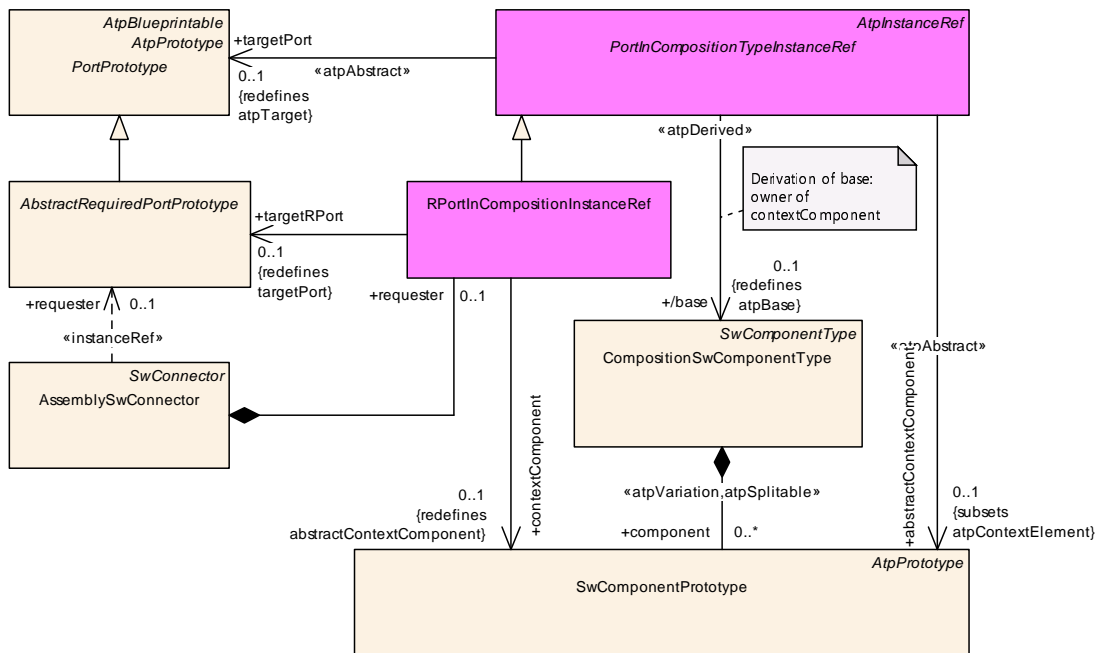 AtpBlueprintable
AtpPrototype
PortPrototype
AtpInstanceRef
PortInCompositionTypeInstanceRef
+targetPort
«atpAbstract»
0..1
{redefines
atpTarget}
«atpDerived»
Derivation of base:
owner of
contextComponent
AbstractRequiredPortPrototype
RPortInCompositionInstanceRef
+targetRPort
0..1
{redefines
targetPort}
+requester
0..1
+requester
0..1
«instanceRef»
0..1
{redefines
atpBase}
+/base
SwComponentType
CompositionSwComponentType
«atpAbstract»
+abstractContextComponent
SwConnector
AssemblySwConnector
+contextComponent
«atpVariation,atpSplitable»
0..1
{redefines
abstractContextComponent}
+component
0..*
0..1
{subsets
atpContextElement}
AtpPrototype
SwComponentPrototype